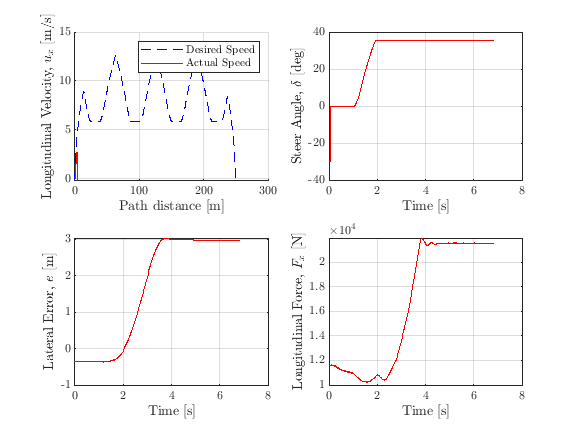 Longitudinal Velocity, u_x [m/s]
15
10
5
0
0 100 200 300
Path distance [m]
Desired Speed
Actual Speed
Steer Angle, δ [deg]
40
20
0
-20
-40
0 2 4 6 8
Time [s]
Lateral Error, e [m]
3
2
1
0
-1
0 2 4 6 8
Time [s]
Longitudinal Force, F_x [N]
×10^4
2
1.8
1.6
1.4
1.2
1
0 2 4 6 8
Time [s]